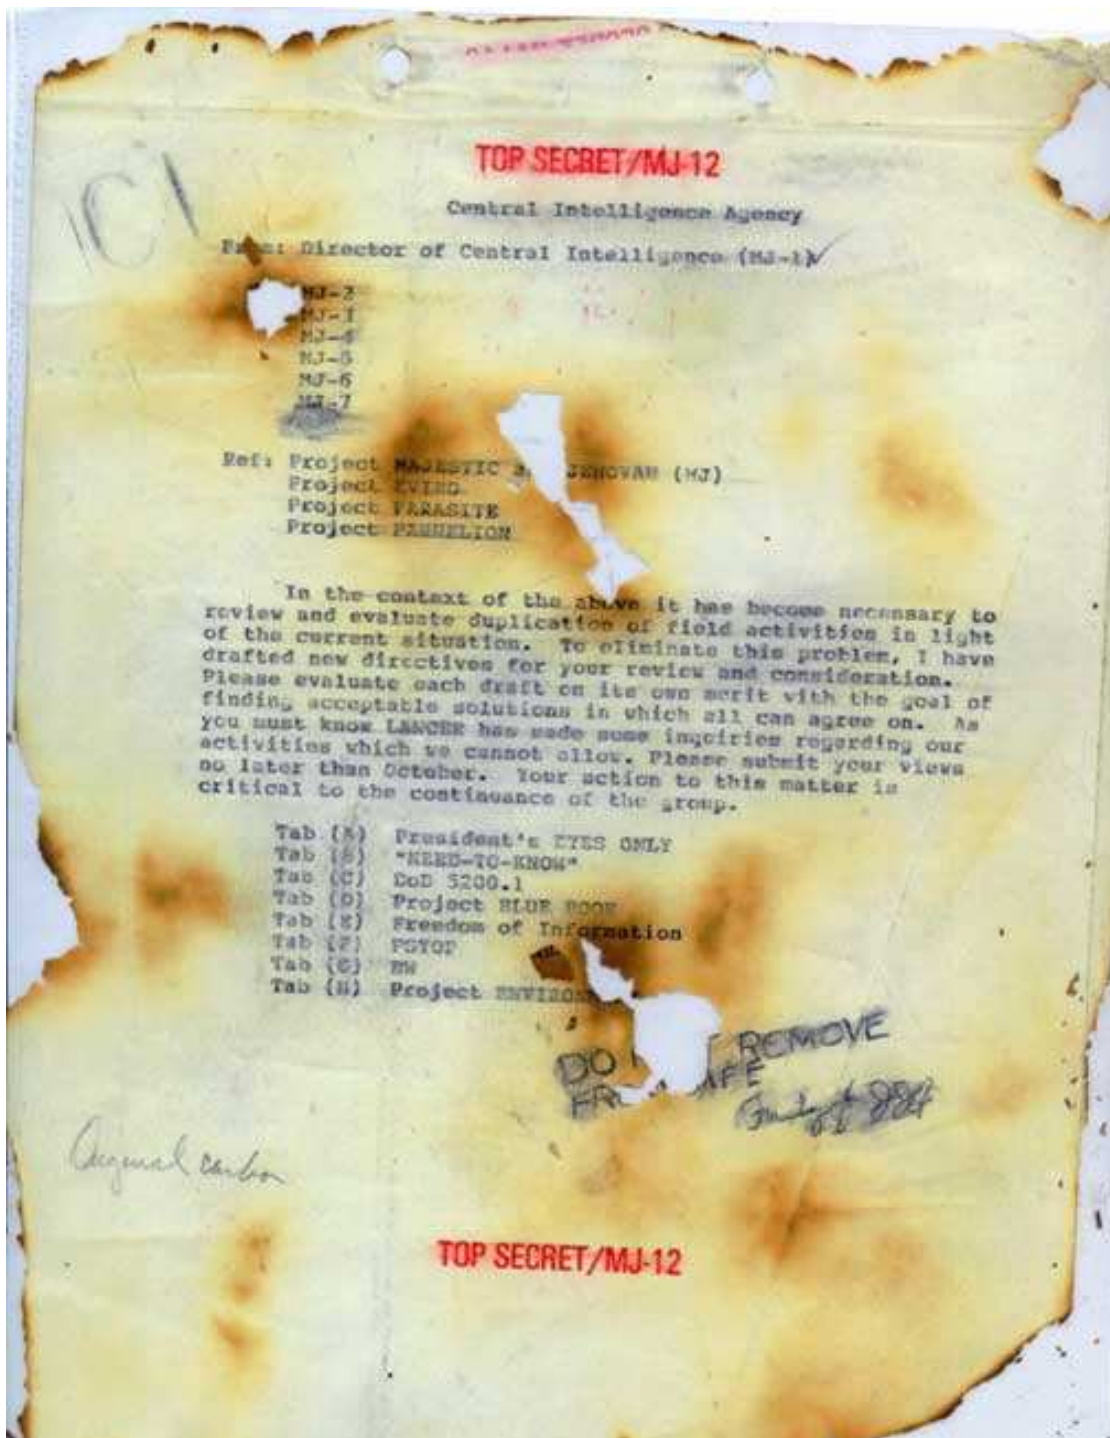 TOP SECRET/MJ-12
Central Intelligence Agency
From: Director of Central Intelligence (MJ-1)
MJ-2
MJ-4
MJ-5
MJ-6
MJ-7
Ref: Project MAJESTIC JEHOVAH (MJ)
Project
Project PARASITE
Project PARHELION
In the context of the above it has become necessary to
review and evaluate duplication of field activities in light
of the current situation. To eliminate this problem, I have
drafted new directives for your review and consideration.
Please evaluate each draft on its own merit with the goal of
finding acceptable solutions in which all can agree on. As
you must know LANCER has made some inquiries regarding our
activities which we cannot allow. Please submit your views
no later than October. Your action to this matter is
critical to the continuance of the group.
Tab (A) President's EYES ONLY
Tab (B) "NEED-TO-KNOW"
Tab (C) DoD 5200.1
Tab (D) Project BLUE BOOK
Tab (E) Freedom of Information
Tab (F) PSYOP
Tab (G) BW
Tab (H) Project
DO REMOVE
Original carbon
TOP SECRET/MJ-12